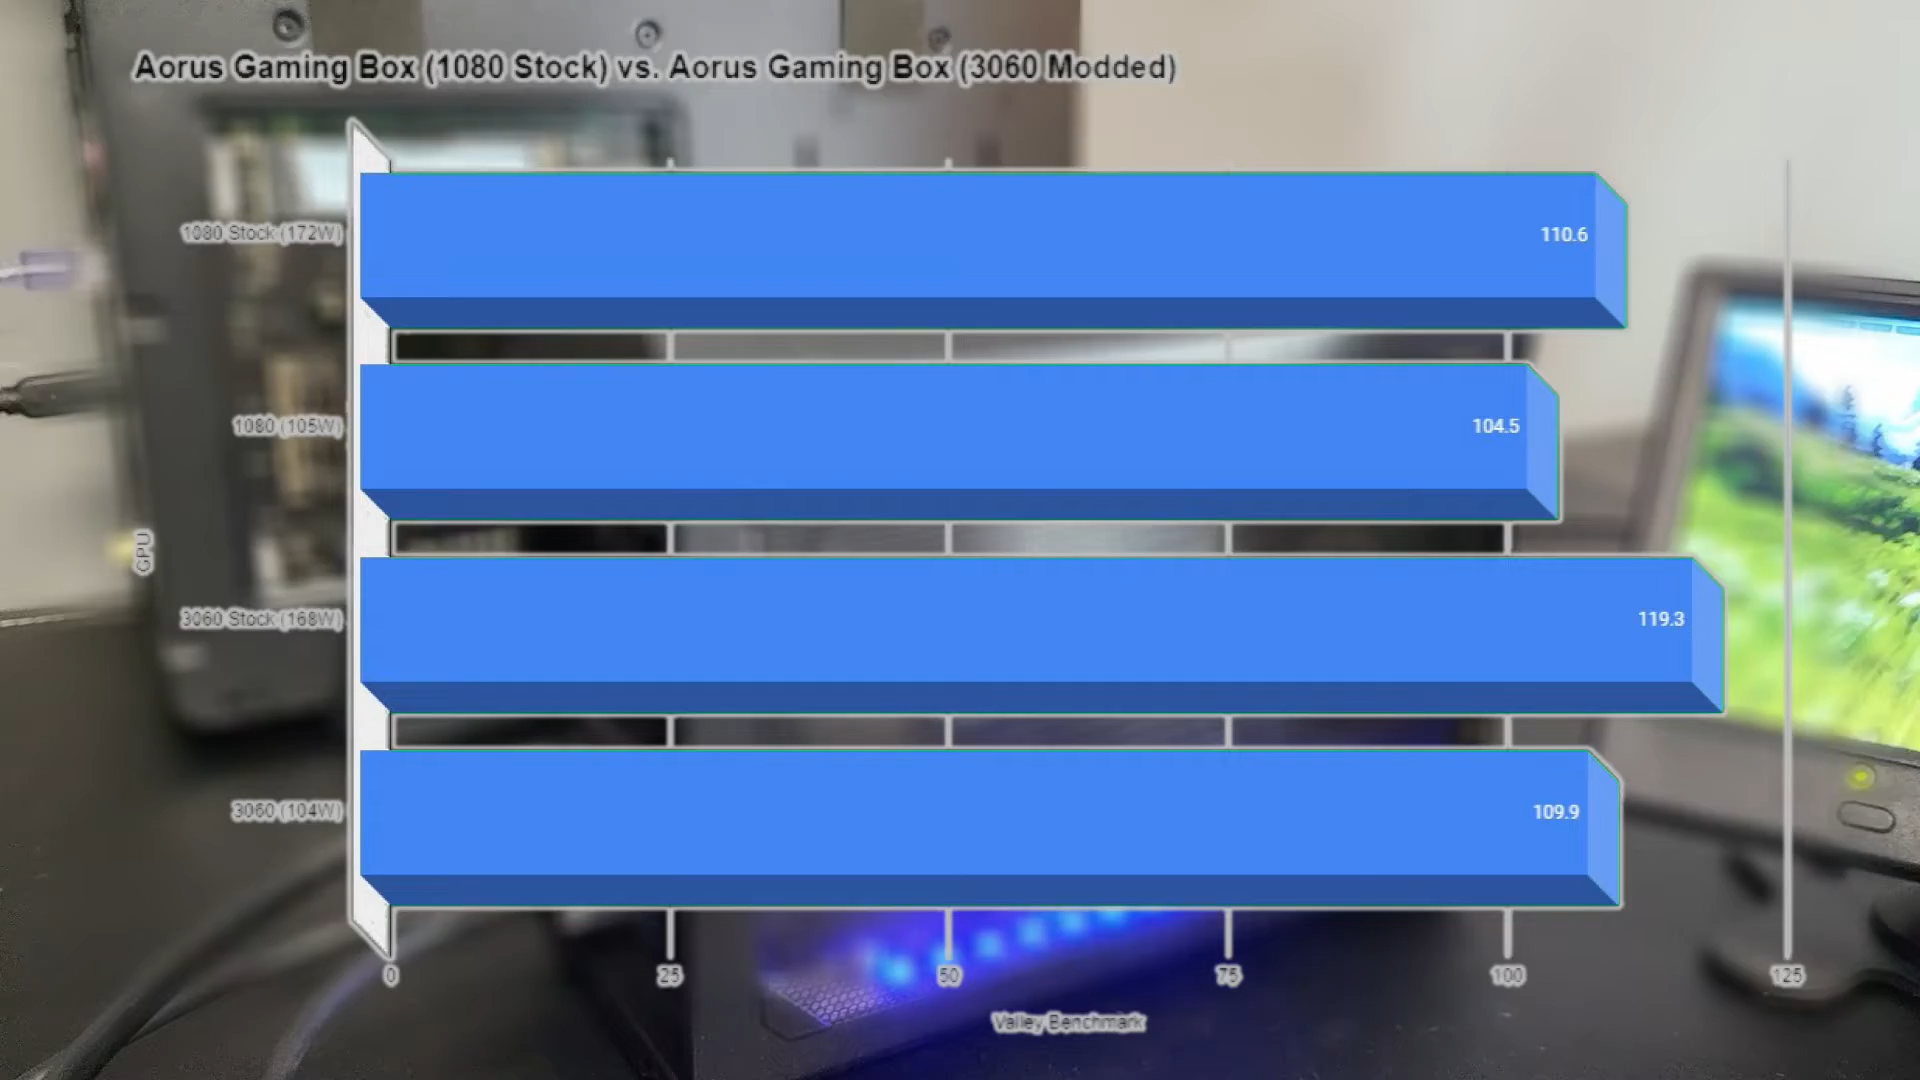 Aorus Gaming Box (1080 Stock) vs. Aorus Gaming Box (3060 Modded)
1080 Stock (172W)
110.6
1080 (105W)
104.5
GPU
3060 Stock (168W)
119.3
3060 (104W)
109.9
0
25
50
75
100
125
Valley Benchmark